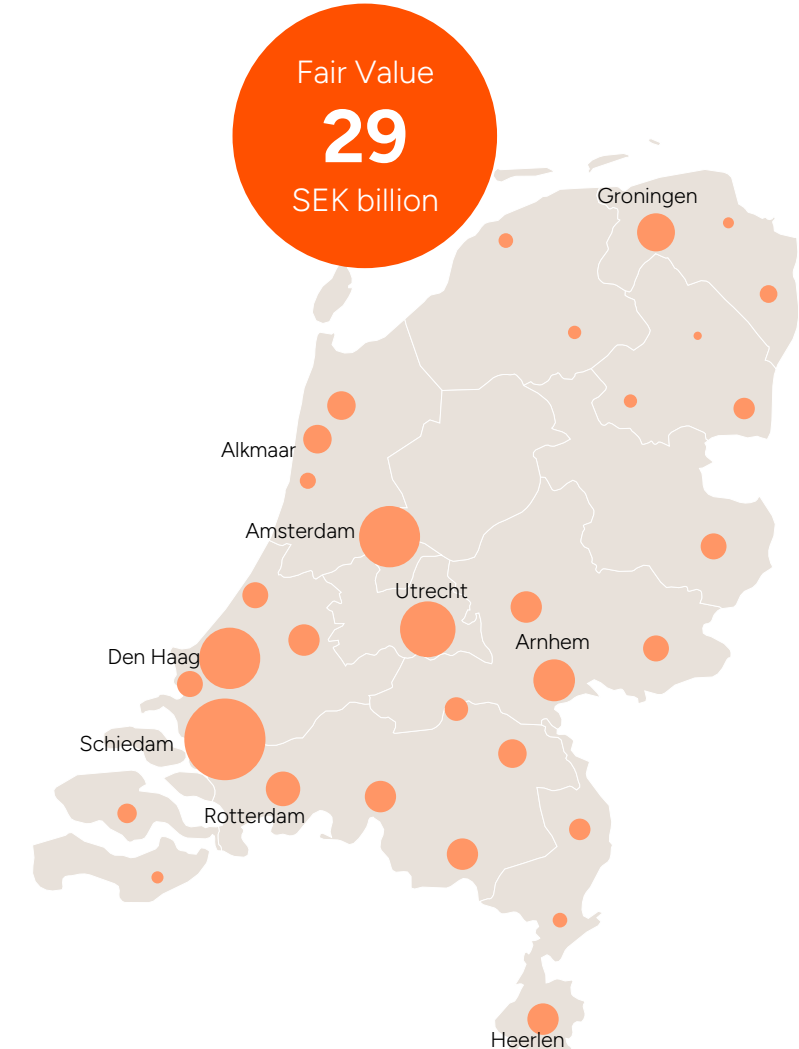 Fair Value
29
SEK billion
Groningen
Alkmaar
Amsterdam
Utrecht
Arnhem
Den Haag
Schiedam
Rotterdam
Heerlen